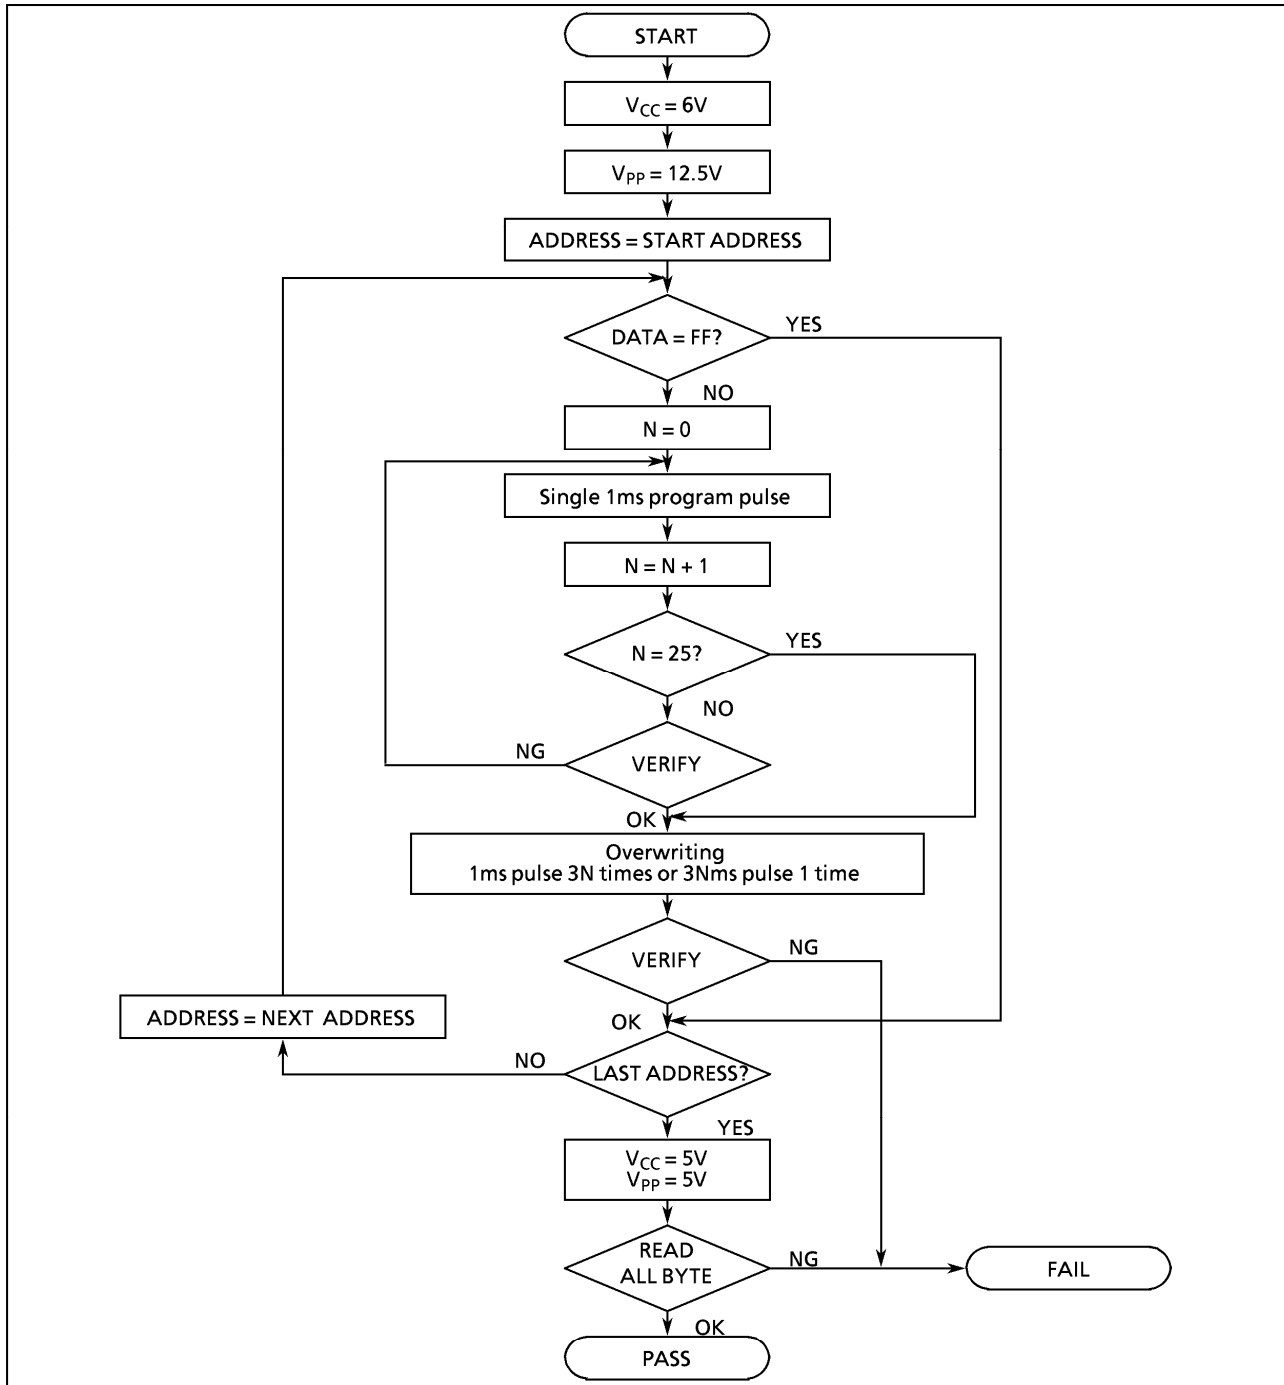 START
VCC = 6V
VPP = 12.5V
ADDRESS = START ADDRESS
DATA = FF?
YES
NO
N = 0
Single 1ms program pulse
N = N + 1
N = 25?
YES
NO
NG
VERIFY
OK
Overwriting
1ms pulse 3N times or 3Nms pulse 1 time
VERIFY
NG
ADDRESS = NEXT ADDRESS
OK
NO
LAST ADDRESS?
YES
VCC = 5V
VPP = 5V
READ
ALL BYTE
NG
FAIL
OK
PASS